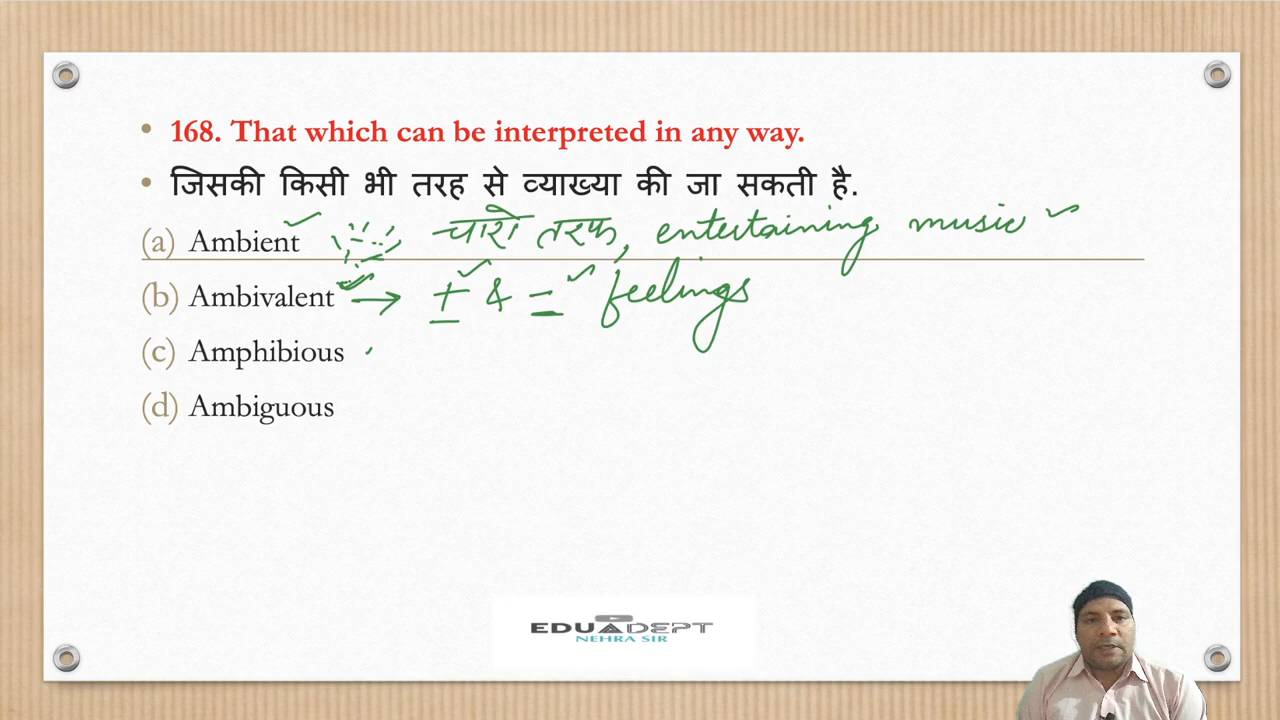 • 168. That which can be interpreted in any way.
• जिसकी किसी भी तरह से व्याख्या की जा सकती है.
(a) Ambient चारो तरफ, entertaining music
(b) Ambivalent → + & - feelings
(c) Amphibious
(d) Ambiguous
EDUADEPT
NEHRA SIR